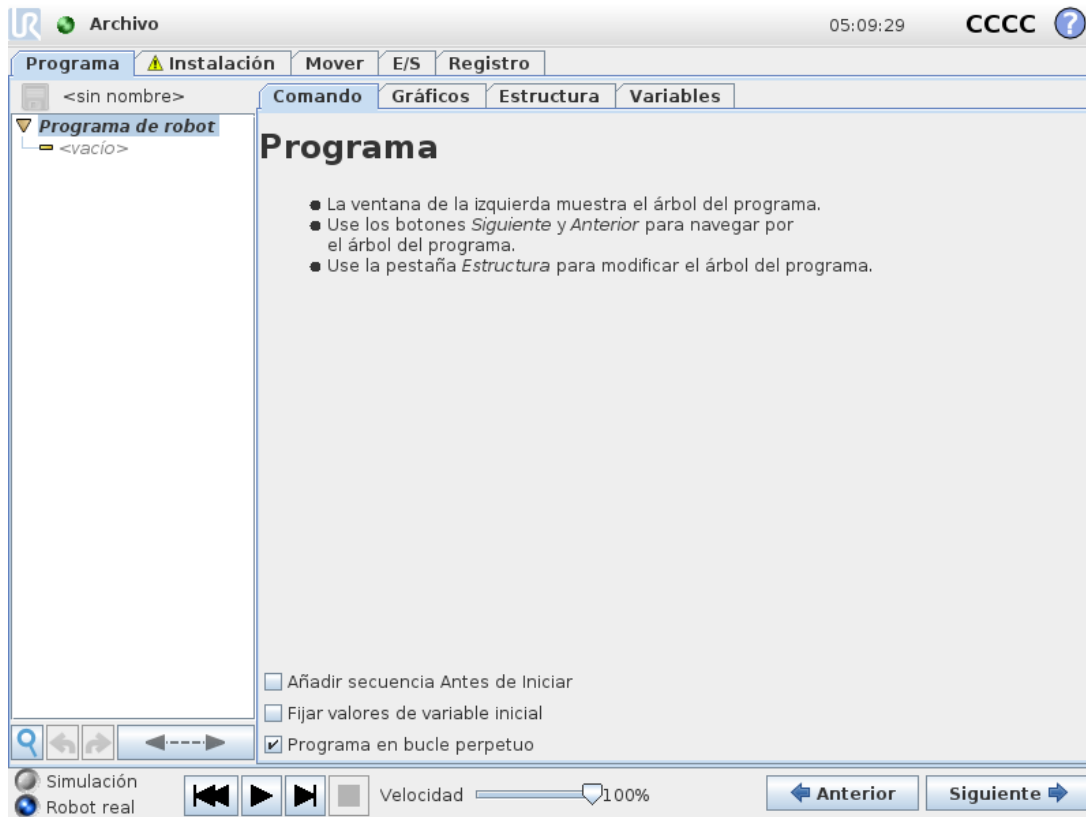 UR Archivo 05:09:29 CCCC ?
Programa Instalación Mover E/S Registro
<sin nombre> Comando Gráficos Estructura Variables
Programa de robot
<vacío>
Programa
La ventana de la izquierda muestra el árbol del programa.
Use los botones Siguiente y Anterior para navegar por
el árbol del programa.
Use la pestaña Estructura para modificar el árbol del programa.
Añadir secuencia Antes de Iniciar
Fijar valores de variable inicial
Programa en bucle perpetuo
Simulación
Robot real
Velocidad 100% Anterior Siguiente